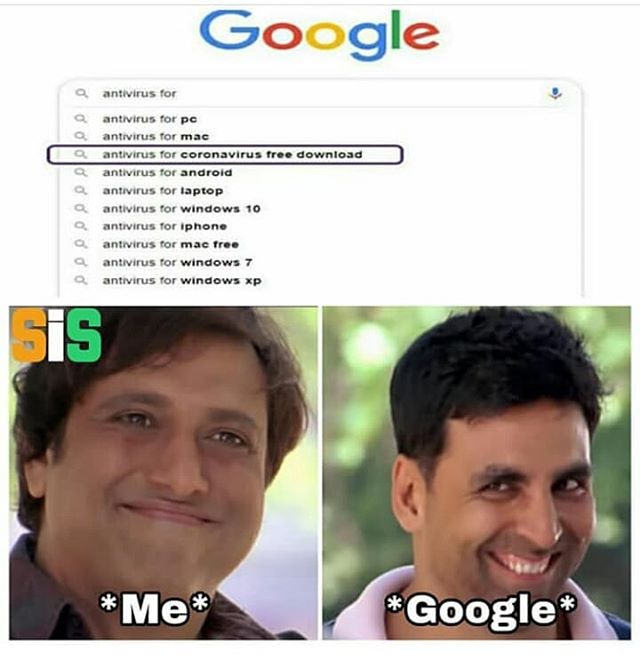 Google
antivirus for
antivirus for pc
antivirus for mac
antivirus for coronavirus free download
antivirus for android
antivirus for laptop
antivirus for windows 10
antivirus for iphone
antivirus for mac free
antivirus for windows 7
antivirus for windows xp
SiS
*Me*
*Google*